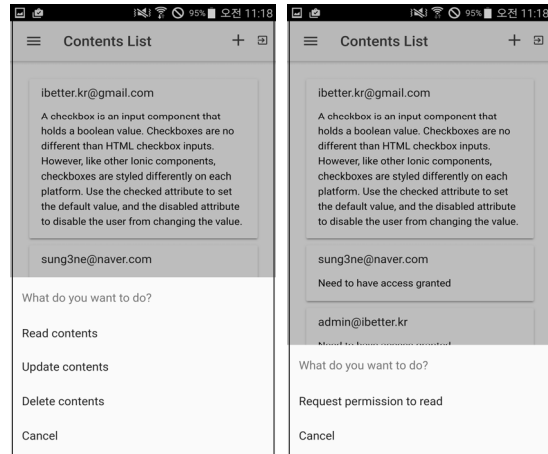 95% 오전 11:18
Contents List
ibetter.kr@gmail.com
A checkbox is an input component that
holds a boolean value. Checkboxes are no
different than HTML checkbox inputs.
However, like other Ionic components,
checkboxes are styled differently on each
platform. Use the checked attribute to set
the default value, and the disabled attribute
to disable the user from changing the value.
sung3ne@naver.com
What do you want to do?
Read contents
Update contents
Delete contents
Cancel
95% 오전 11:18
Contents List
ibetter.kr@gmail.com
A checkbox is an input component that
holds a boolean value. Checkboxes are no
different than HTML checkbox inputs.
However, like other Ionic components,
checkboxes are styled differently on each
platform. Use the checked attribute to set
the default value, and the disabled attribute
to disable the user from changing the value.
sung3ne@naver.com
Need to have access granted
admin@ibetter.kr
Need to have access granted
What do you want to do?
Request permission to read
Cancel